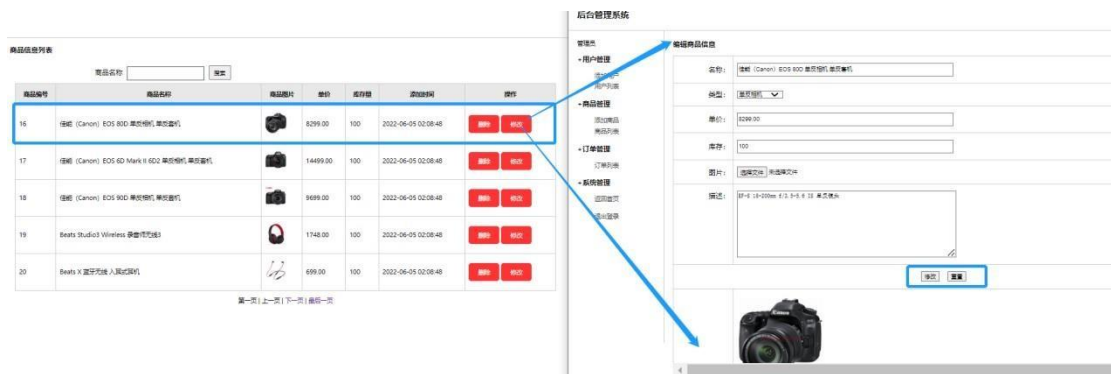 商品信息列表
商品名称 搜索
商品编号 商品名称 商品图片 单价 库存量 添加时间 操作
16 佳能（Canon）EOS 80D 单反相机 单反套机 8299.00 100 2022-06-05 02:08:48 删除 修改
17 佳能（Canon）EOS 6D Mark II 6D2 单反相机 单反套机 14499.00 100 2022-06-05 02:08:48 删除 修改
18 佳能（Canon）EOS 90D 单反相机 单反套机 9699.00 100 2022-06-05 02:08:48 删除 修改
19 Beats Studio3 Wireless 录音师无线3 1748.00 100 2022-06-05 02:08:48 删除 修改
20 Beats X 蓝牙无线 入耳式耳机 699.00 100 2022-06-05 02:08:48 删除 修改
第一页|上一页|下一页|最后一页
后台管理系统
管理员
-用户管理
用户列表
-商品管理
添加商品
商品列表
-订单管理
订单列表
-系统管理
返回首页
退出登录
编辑商品信息
名称： 佳能（Canon）EOS 80D 单反相机 单反套机
类型： 单反相机
单价： 8299.00
库存： 100
图片： 选择文件 未选择文件
描述： EF-S 18-200mm f/3.5-5.6 IS 单反镜头
修改 重置
Canon